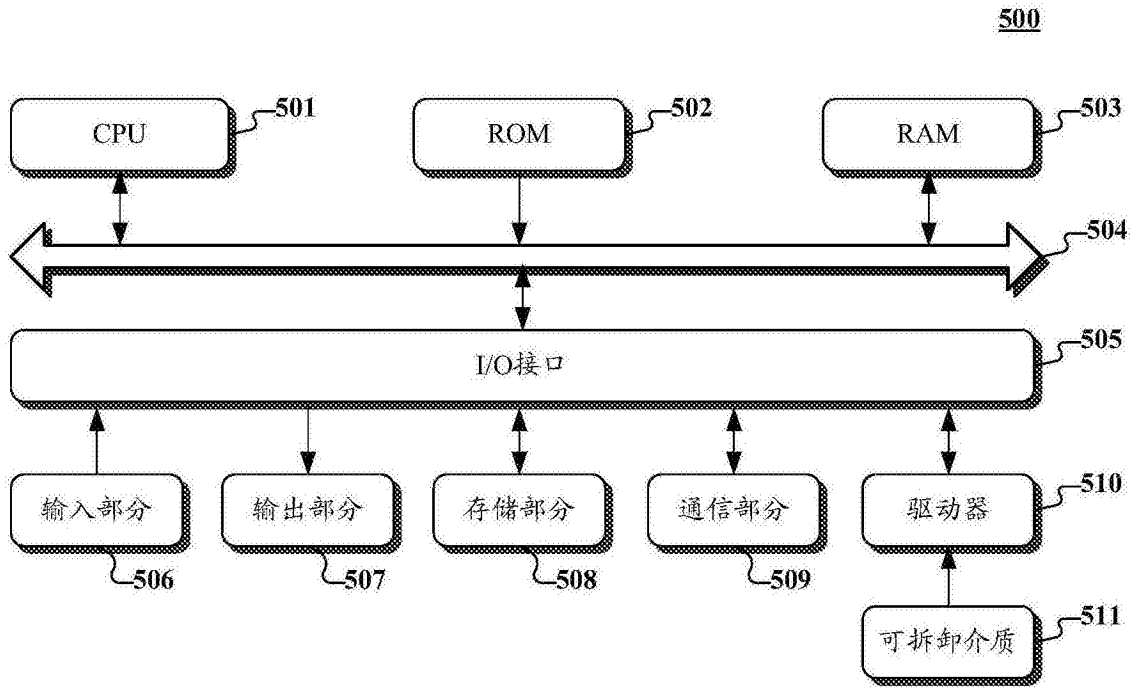 500
CPU
501
ROM
502
RAM
503
504
I/O接口
505
输入部分
506
输出部分
507
存储部分
508
通信部分
509
驱动器
510
可拆卸介质
511